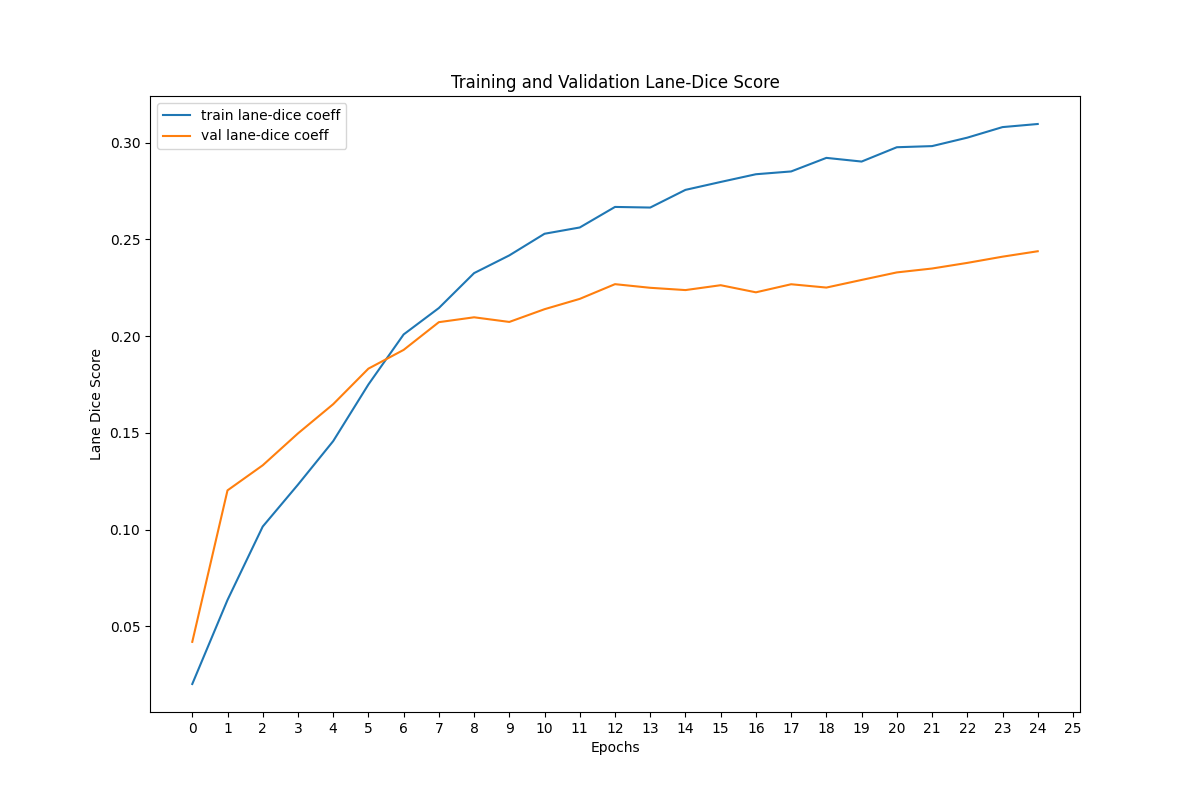 Training and Validation Lane-Dice Score
train lane-dice coeff
val lane-dice coeff
0.30
0.25
0.20
0.15
0.10
0.05
Lane Dice Score
0 1 2 3 4 5 6 7 8 9 10 11 12 13 14 15 16 17 18 19 20 21 22 23 24 25
Epochs